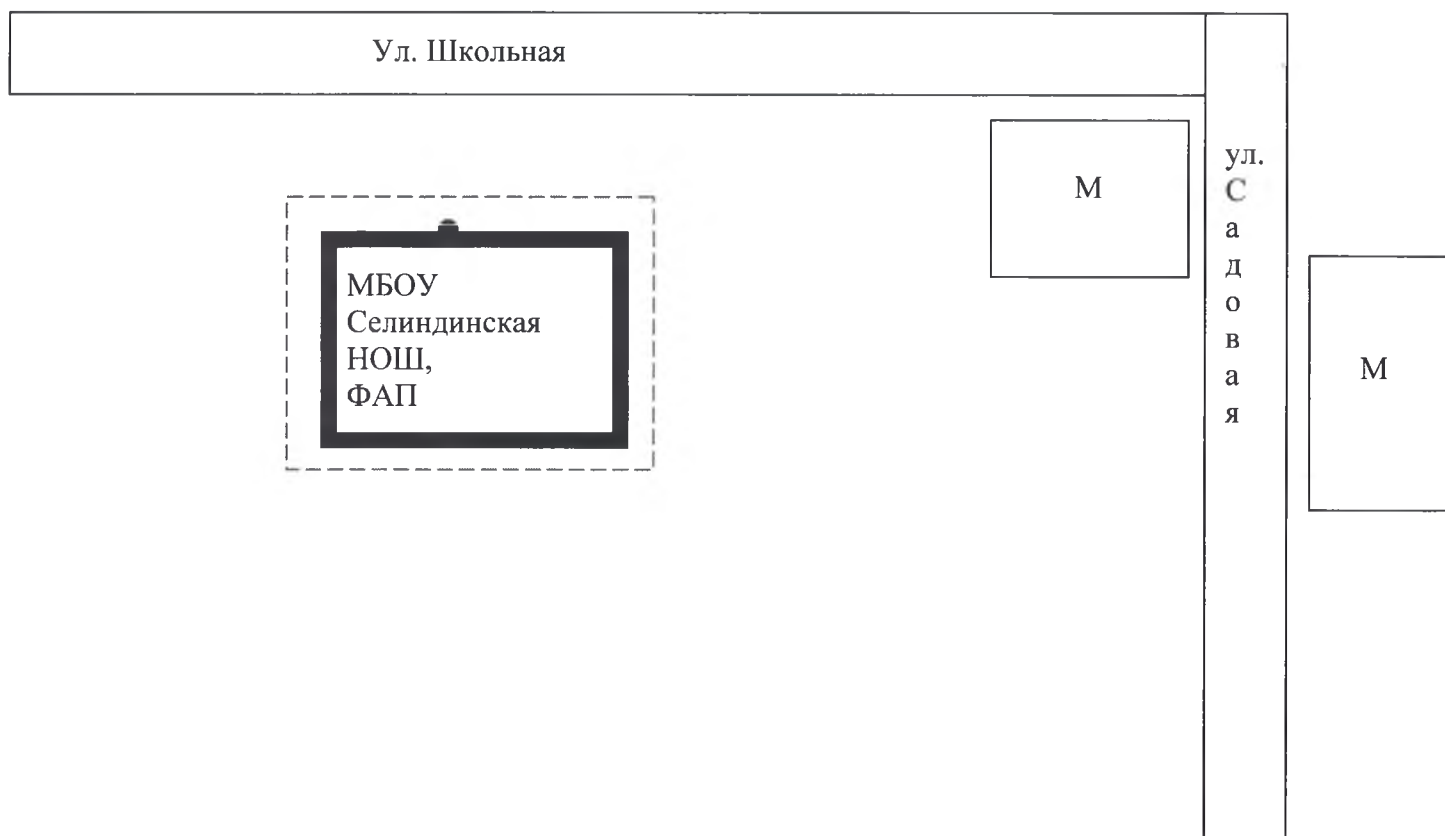 Ул. Школьная
М
ул.
С
а
д
о
в
а
я
МБОУ
Селиндинская
НОШ,
ФАП
М